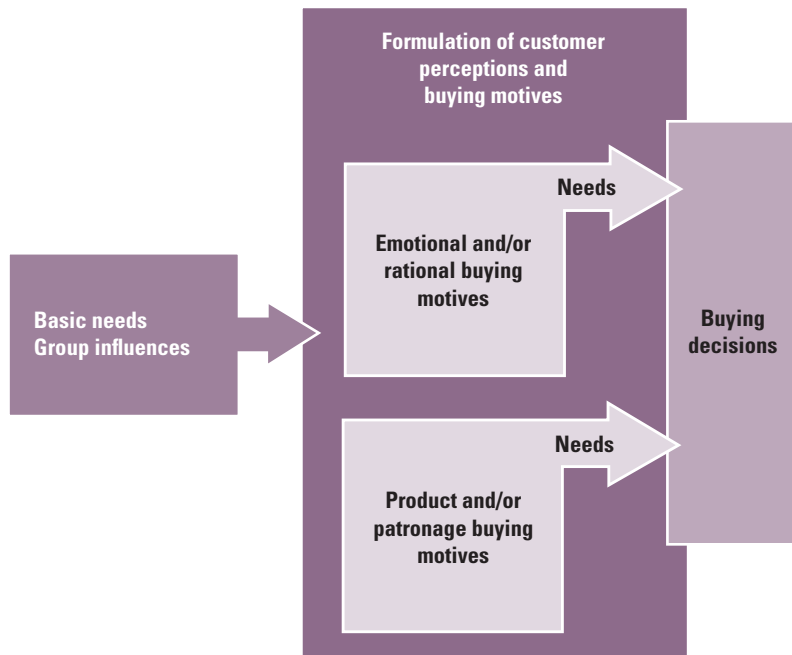 Formulation of customer
perceptions and
buying motives
Needs
Emotional and/or
rational buying
motives
Basic needs
Group influences
Buying
decisions
Needs
Product and/or
patronage buying
motives